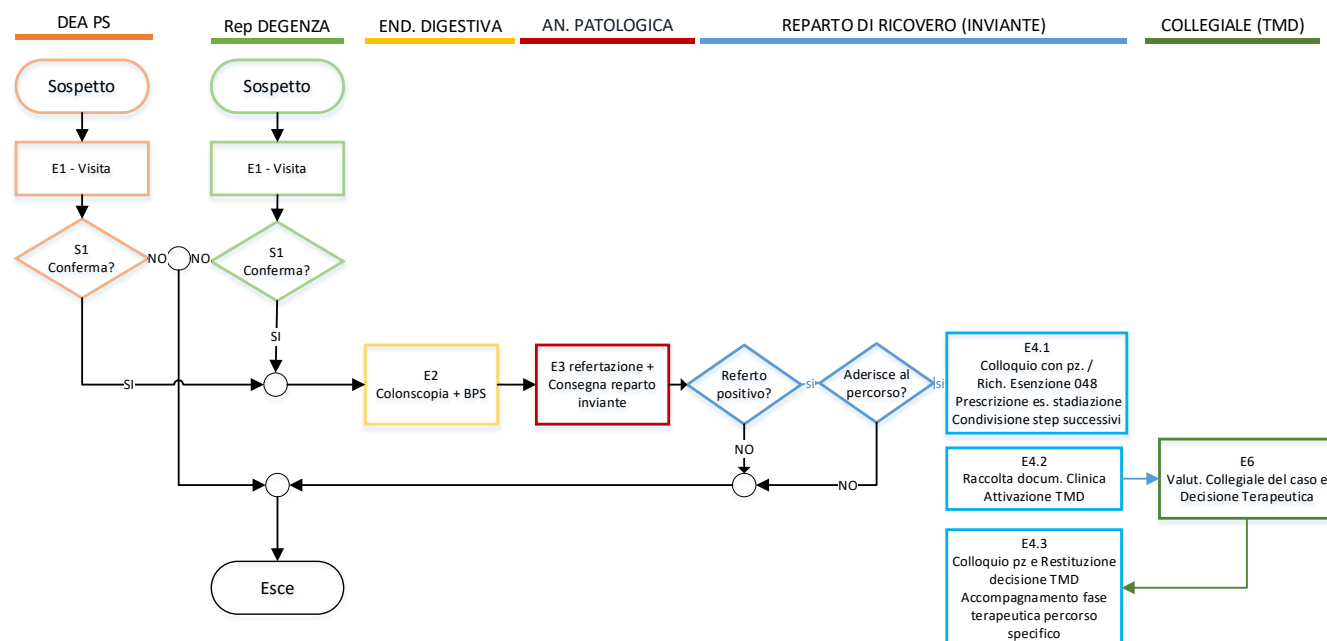 DEA PS
Rep DEGENZA
END. DIGESTIVA
AN. PATOLOGICA
REPARTO DI RICOVERO (INVIANTE)
COLLEGIALE (TMD)
Sospetto
Sospetto
E1 - Visita
E1 - Visita
S1
Conferma?
NO
NO
S1
Conferma?
SI
SI
E2
Colonscopia + BPS
E3 refertazione +
Consegna reparto
inviante
Referto
positivo?
si
Aderisce al
percorso?
si
E4.1
Colloquio con pz. /
Rich. Esenzione 048
Prescrizione es. stadiazione
Condivisione step successivi
NO
NO
E4.2
Raccolta docum. Clinica
Attivazione TMD
E6
Valut. Collegiale del caso e
Decisione Terapeutica
E4.3
Colloquio pz e Restituzione
decisione TMD
Accompagnamento fase
terapeutica percorso
specifico
Esce